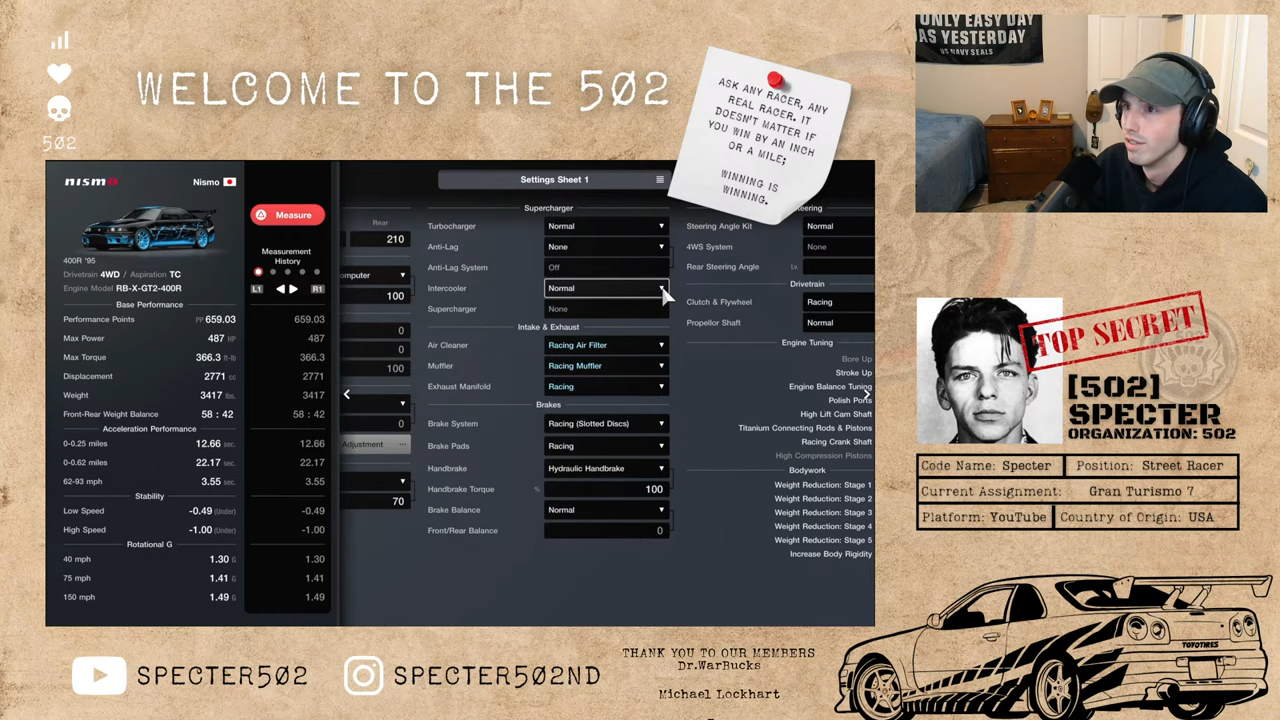 WELCOME TO THE 502
502
ASK ANY RACER, ANY
REAL RACER. IT
DOESN'T MATTER IF
YOU WIN BY AN INCH
OR A MILE;
WINNING IS
WINNING.
ONLY EASY DAY
AS YESTERDAY
US NAVY SEALS
nismo
Nismo
400R '95
Drivetrain 4WD / Aspiration TC
Engine Model RB-X-GT2-400R
Base Performance
Performance Points PP 659.03
Max Power 487 HP
Max Torque 366.3 ft-lb
Displacement 2771 cc
Weight 3417 lbs.
Front-Rear Weight Balance 58 : 42
Acceleration Performance
0-0.25 miles 12.66 sec.
0-0.62 miles 22.17 sec.
62-93 mph 3.55 sec.
Stability
Low Speed -0.49 (Under)
High Speed -1.00 (Under)
Rotational G
40 mph 1.30 G
75 mph 1.41 G
150 mph 1.49 G
Measure
Measurement
History
L1 R1
659.03
487
366.3
2771
3417
58 : 42
12.66
22.17
3.55
-0.49
-1.00
1.30
1.41
1.49
Settings Sheet 1
Rear
210
omputer
100
0
0
100
0
Adjustment
70
Supercharger
Turbocharger Normal
Anti-Lag None
Anti-Lag System Off
Intercooler Normal
Supercharger None
Intake & Exhaust
Air Cleaner Racing Air Filter
Muffler Racing Muffler
Exhaust Manifold Racing
Brakes
Brake System Racing (Slotted Discs)
Brake Pads Racing
Handbrake Hydraulic Handbrake
Handbrake Torque % 100
Brake Balance Normal
Front/Rear Balance 0
teering
Steering Angle Kit Normal
4WS System None
Rear Steering Angle Lv.
Drivetrain
Clutch & Flywheel Racing
Propellor Shaft Normal
Engine Tuning
Bore Up
Stroke Up
Engine Balance Tuning
Polish Ports
High Lift Cam Shaft
Titanium Connecting Rods & Pistons
Racing Crank Shaft
High Compression Pistons
Bodywork
Weight Reduction: Stage 1
Weight Reduction: Stage 2
Weight Reduction: Stage 3
Weight Reduction: Stage 4
Weight Reduction: Stage 5
Increase Body Rigidity
TOP SECRET
[502]
SPECTER
ORGANIZATION: 502
Code Name: Specter Position: Street Racer
Current Assignment: Gran Turismo 7
Platform: YouTube Country of Origin: USA
SPECTER502
SPECTER502ND
THANK YOU TO OUR MEMBERS
Dr.WarBucks
Michael Lockhart
TOYOTIRES